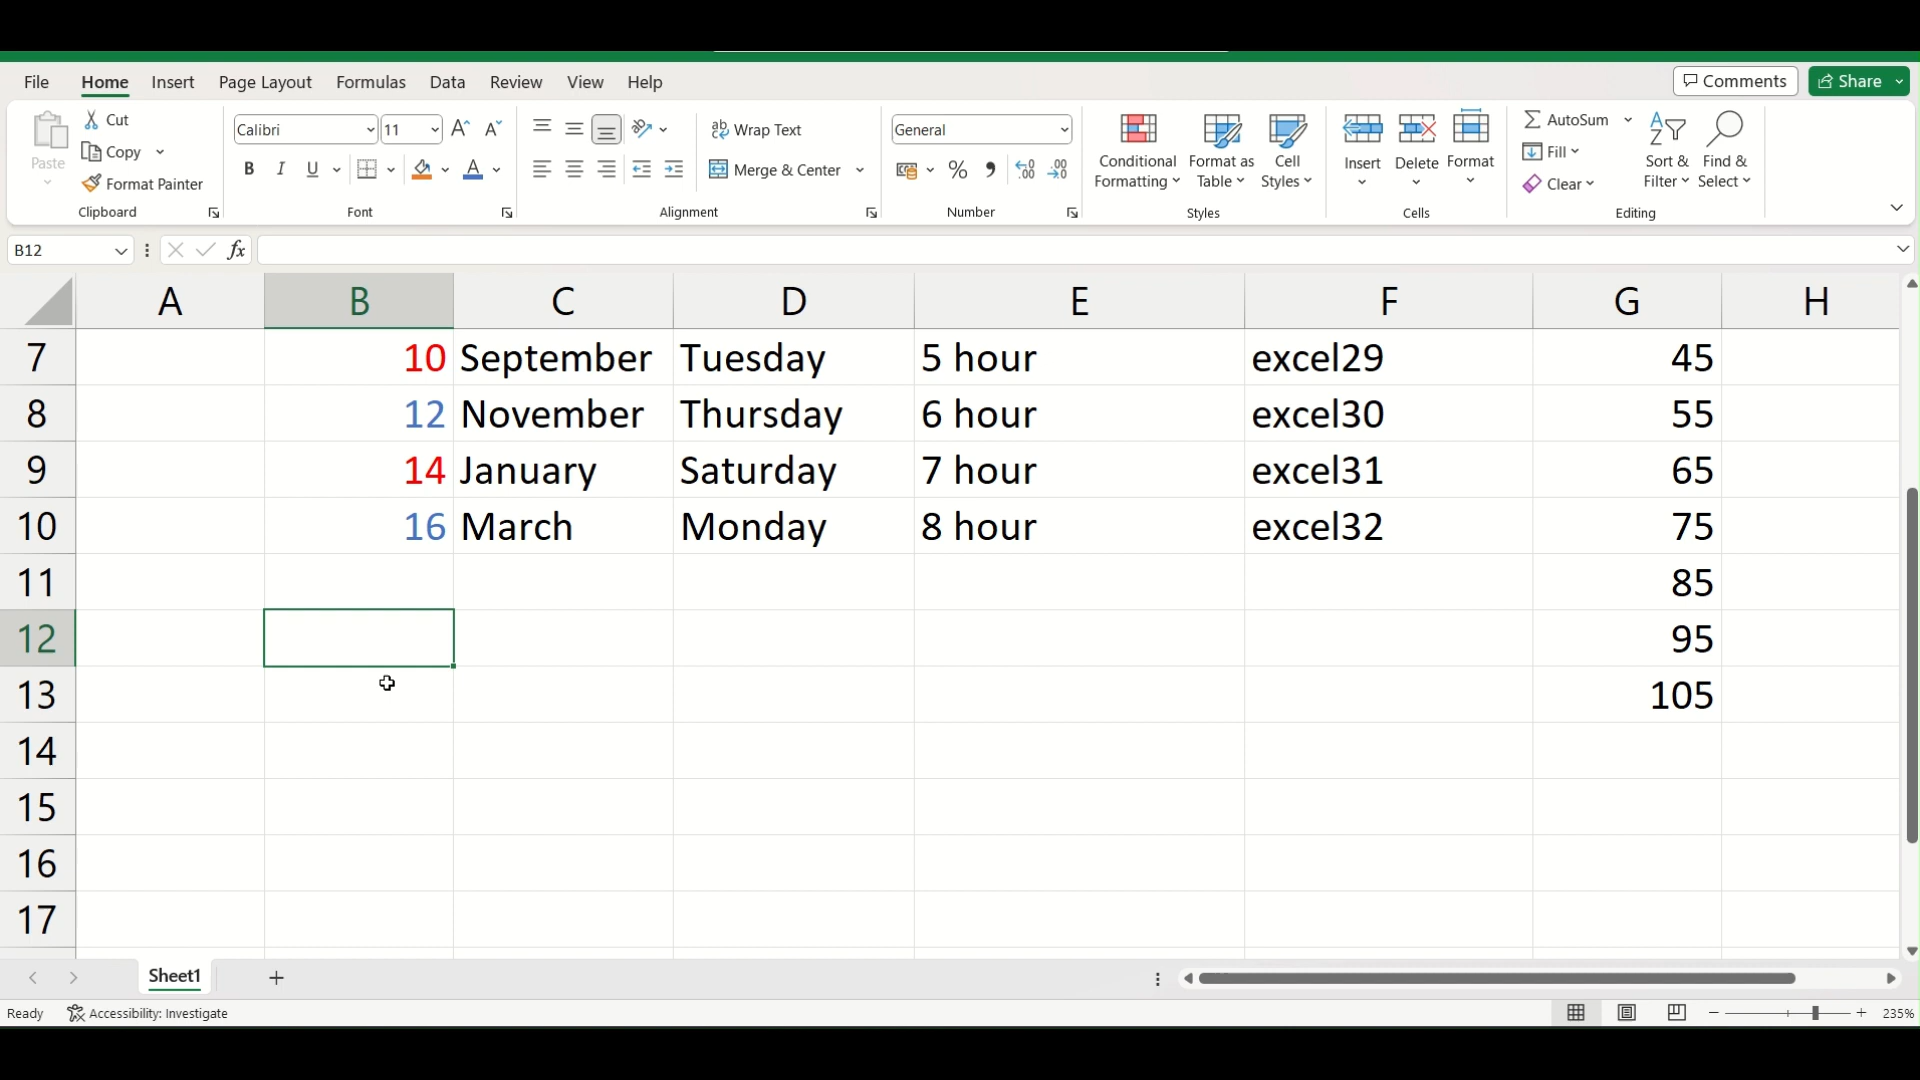 File Home Insert Page Layout Formulas Data Review View Help Comments Share
Paste Cut Copy Format Painter Clipboard
Calibri 11 B I U A Font
Wrap Text Merge & Center Alignment
General % Number
Conditional Formatting Format as Table Cell Styles Styles
Insert Delete Format Cells
AutoSum Fill Clear Sort & Filter Find & Select Editing
B12 fx
A B C D E F G H
7 10 September Tuesday 5 hour excel29 45
8 12 November Thursday 6 hour excel30 55
9 14 January Saturday 7 hour excel31 65
10 16 March Monday 8 hour excel32 75
11 85
12 95
13 105
14
15
16
17
Sheet1
Ready Accessibility: Investigate 235%